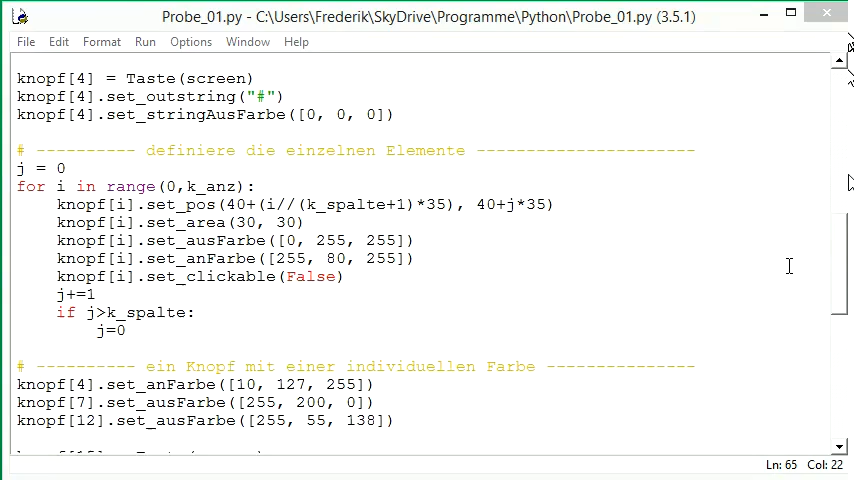 Probe_01.py - C:\Users\Frederik\SkyDrive\Programme\Python\Probe_01.py (3.5.1)
File Edit Format Run Options Window Help
knopf[4] = Taste(screen)
knopf[4].set_outstring("#")
knopf[4].set_stringAusFarbe([0, 0, 0])
# ---------- definiere die einzelnen Elemente ----------------------
j = 0
for i in range(0,k_anz):
    knopf[i].set_pos(40+(i//(k_spalte+1)*35), 40+j*35)
    knopf[i].set_area(30, 30)
    knopf[i].set_ausFarbe([0, 255, 255])
    knopf[i].set_anFarbe([255, 80, 255])
    knopf[i].set_clickable(False)
    j+=1
    if j>k_spalte:
        j=0
# ---------- ein Knopf mit einer individuellen Farbe ---------------
knopf[4].set_anFarbe([10, 127, 255])
knopf[7].set_ausFarbe([255, 200, 0])
knopf[12].set_ausFarbe([255, 55, 138])
Ln: 65 Col: 22